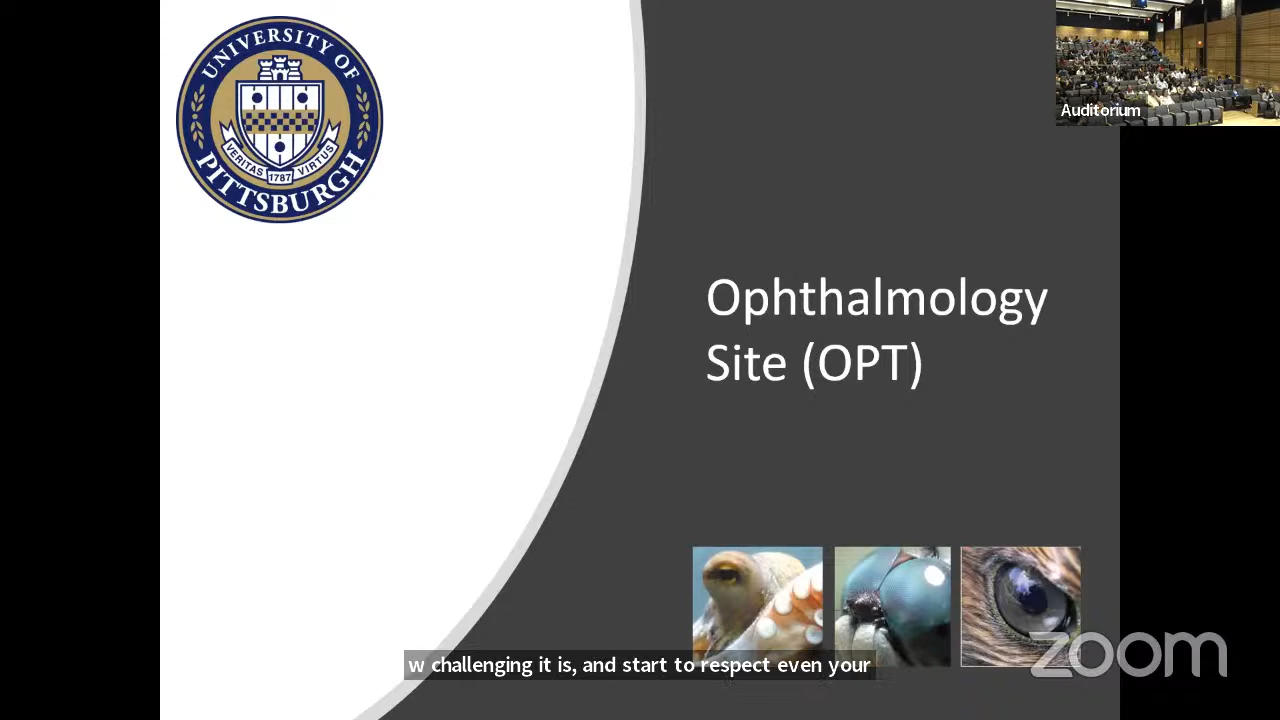 UNIVERSITY OF
PITTSBURGH
VERITAS
1787
VIRTUS
Auditorium
Ophthalmology
Site (OPT)
w challenging it is, and start to respect even your
zoom